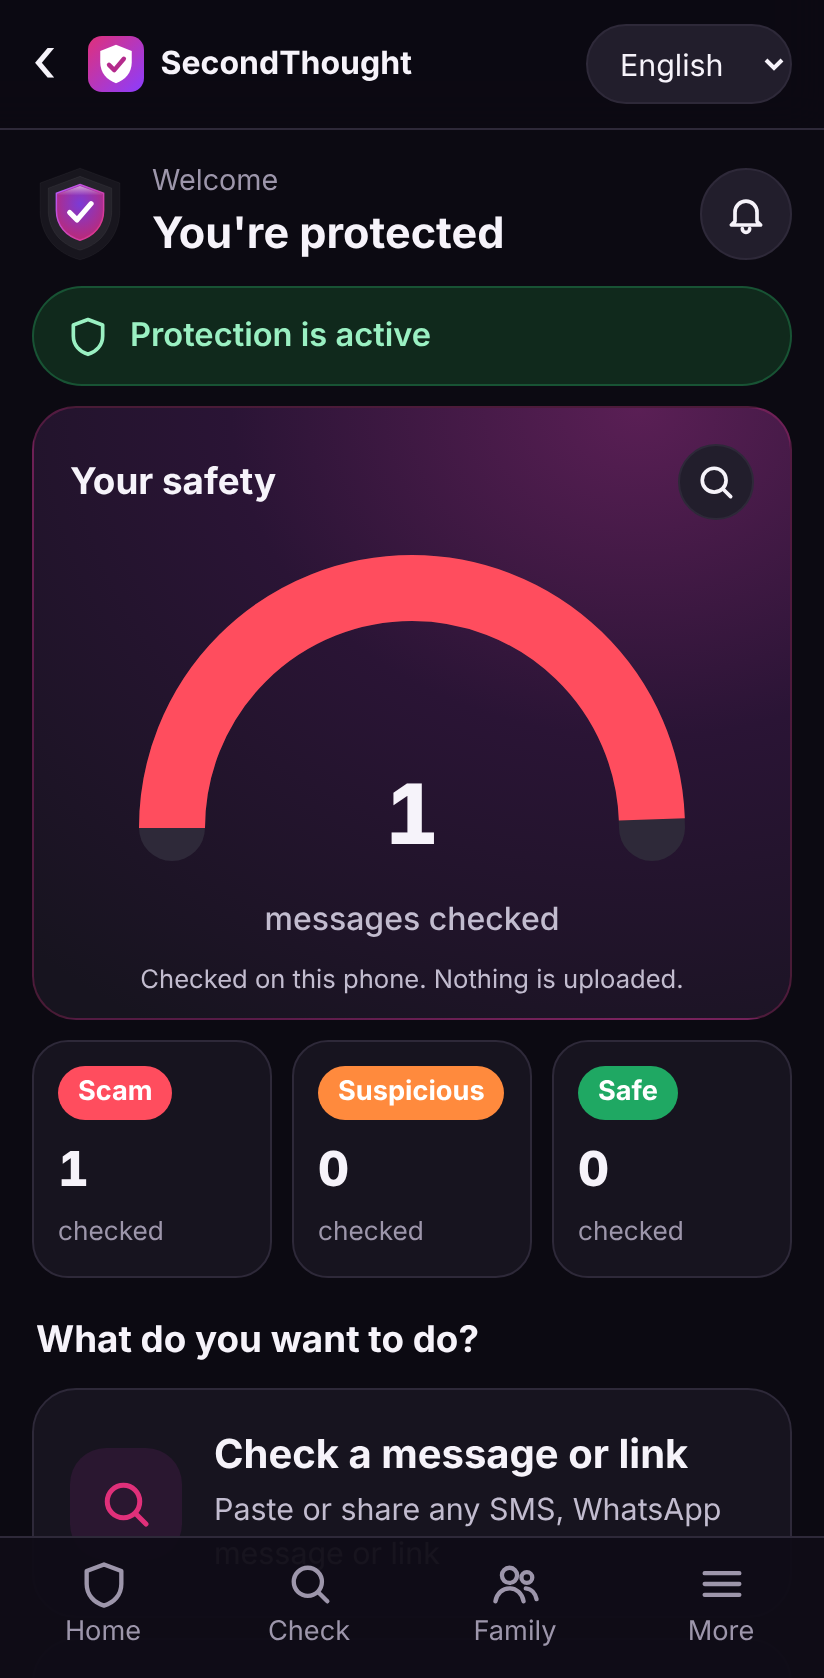 SecondThought
English
Welcome
You're protected
Protection is active
Your safety
1
messages checked
Checked on this phone. Nothing is uploaded.
Scam
Suspicious
Safe
1
0
0
checked
checked
checked
What do you want to do?
Check a message or link
Paste or share any SMS, WhatsApp
message or link
Home
Check
Family
More